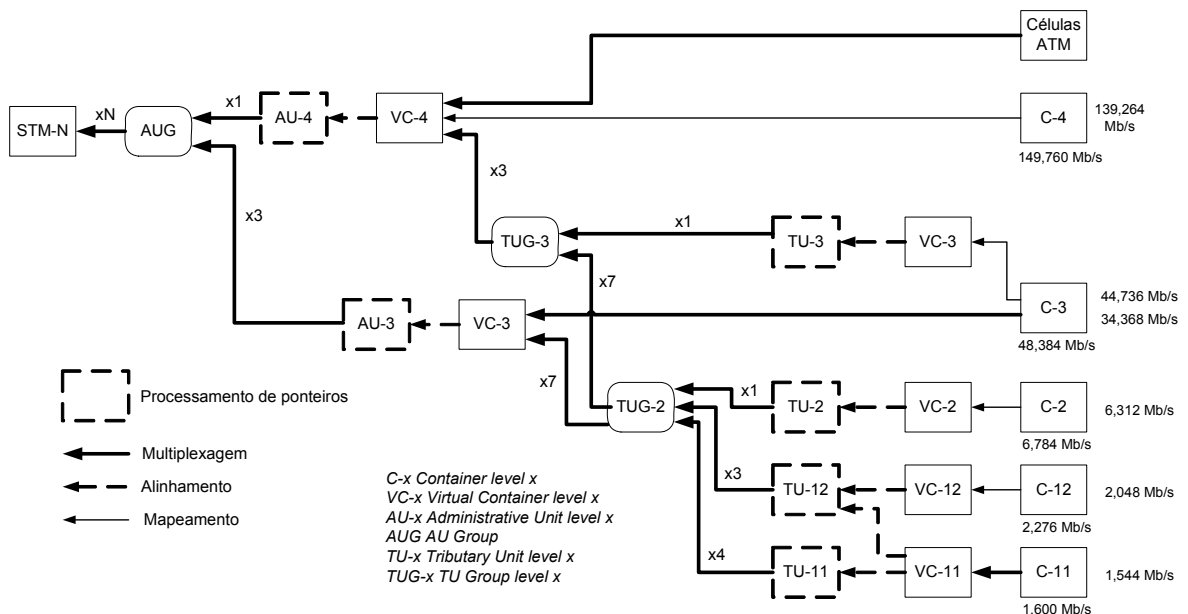 Células
ATM
xN
x1
STM-N
AUG
AU-4
VC-4
C-4
139,264
Mb/s
149,760 Mb/s
x3
x3
x1
TUG-3
TU-3
VC-3
x7
AU-3
VC-3
C-3
44,736 Mb/s
34,368 Mb/s
48,384 Mb/s
x7
Processamento de ponteiros
TUG-2
x1
TU-2
VC-2
C-2
6,312 Mb/s
6,784 Mb/s
Multiplexagem
Alinhamento
Mapeamento
C-x Container level x
VC-x Virtual Container level x
AU-x Administrative Unit level x
AUG AU Group
TU-x Tributary Unit level x
TUG-x TU Group level x
x3
TU-12
VC-12
C-12
2,048 Mb/s
2,276 Mb/s
x4
TU-11
VC-11
C-11
1,544 Mb/s
1,600 Mb/s